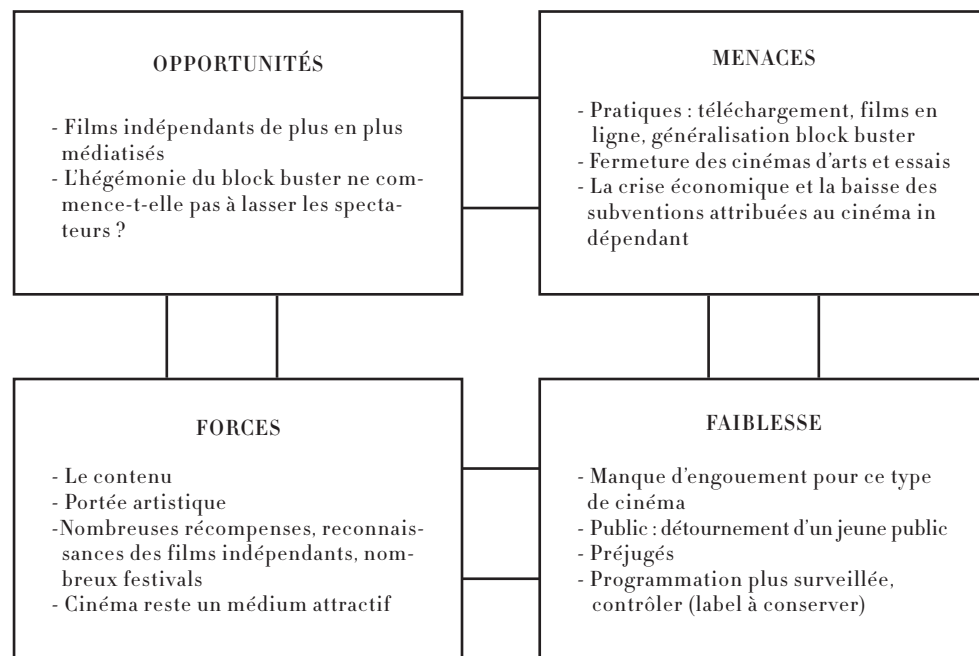 OPPORTUNITÉS
- Films indépendants de plus en plus
médiatisés
- L'hégémonie du block buster ne com-
mence-t-elle pas à lasser les specta-
teurs ?
MENACES
- Pratiques : téléchargement, films en
ligne, généralisation block buster
- Fermeture des cinémas d'arts et essais
- La crise économique et la baisse des
subventions attribuées au cinéma in
dépendant
FORCES
- Le contenu
- Portée artistique
-Nombreuses récompenses, reconnais-
sances des films indépendants, nom-
breux festivals
- Cinéma reste un médium attractif
FAIBLESSE
- Manque d'engouement pour ce type
de cinéma
- Public : détournement d'un jeune public
- Préjugés
- Programmation plus surveillée,
contrôler (label à conserver)